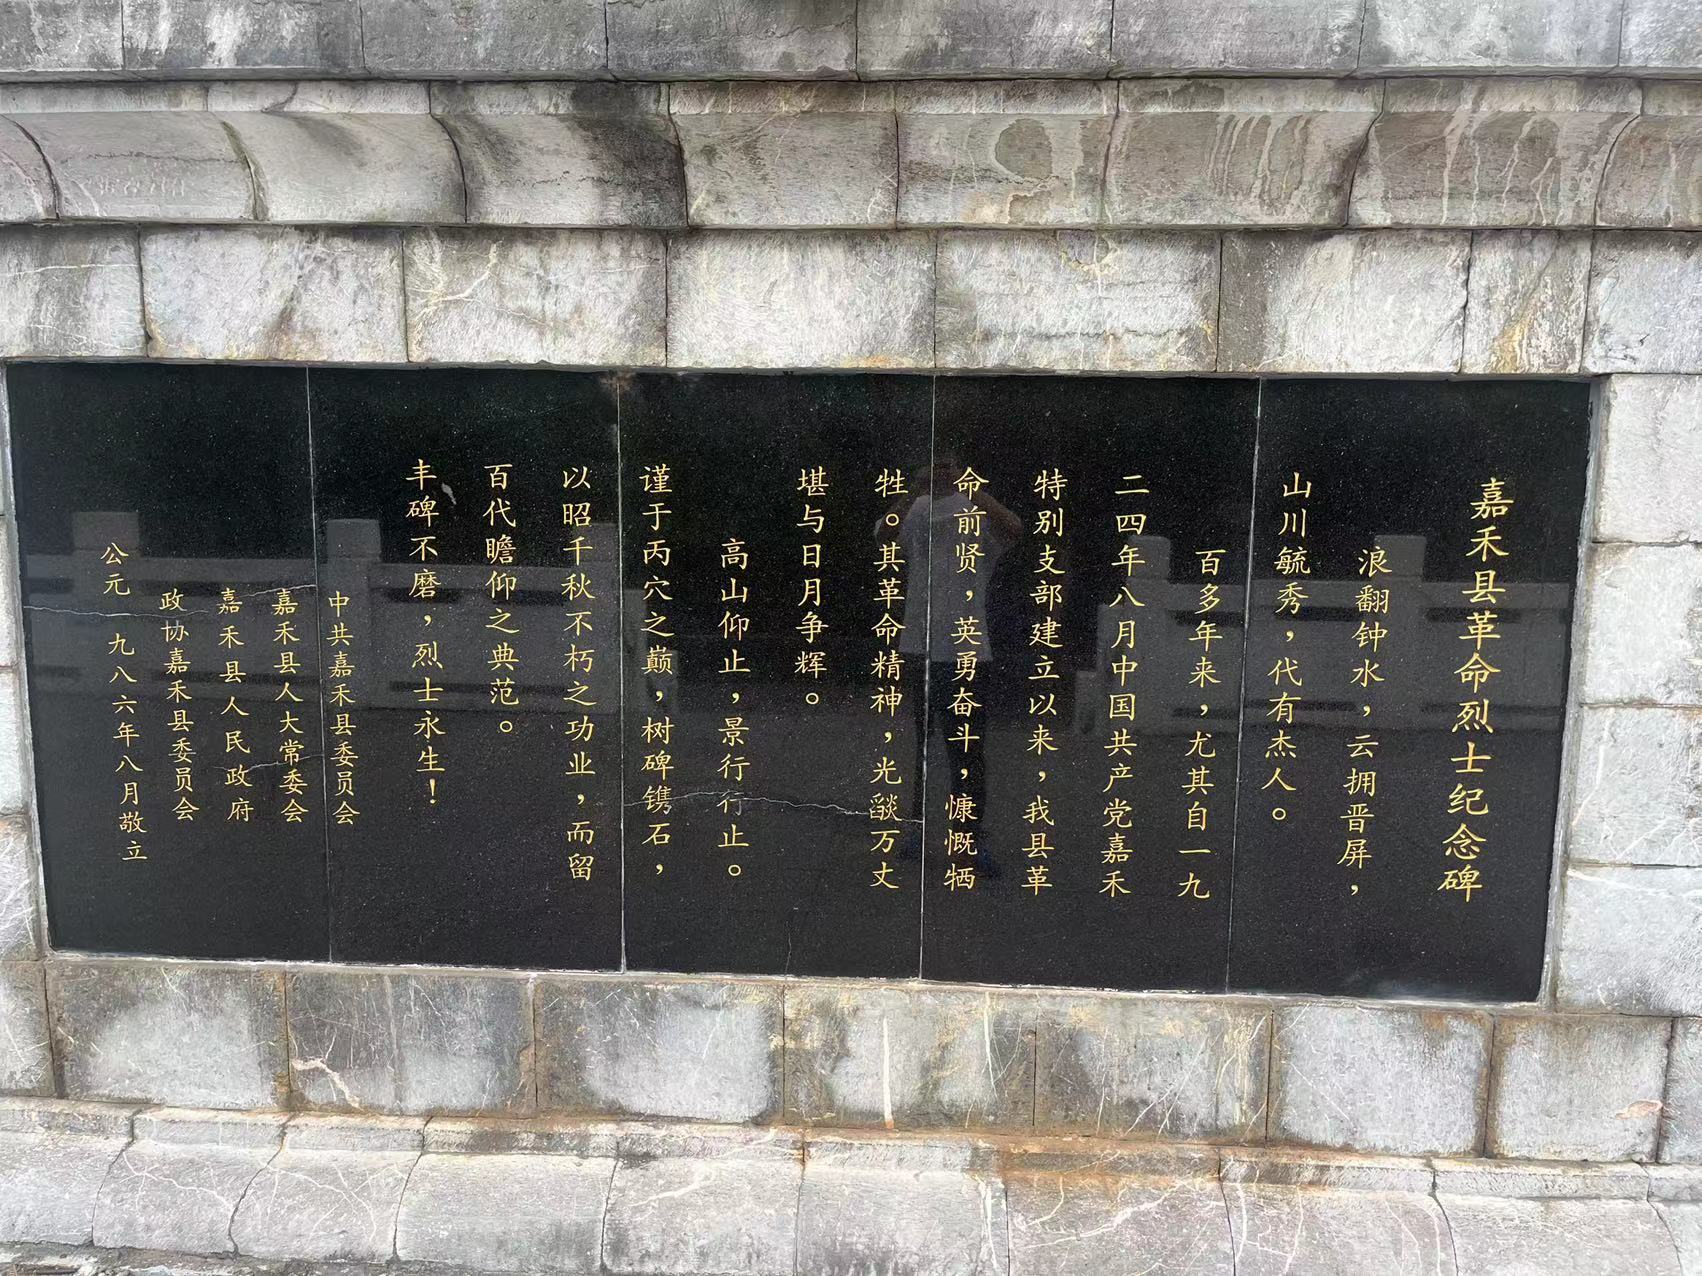 嘉禾县革命烈士纪念碑
浪翻钟水，云拥晋屏，
山川毓秀，代有杰人。
百多年来，尤其自一九
二四年八月中国共产党嘉禾
特别支部建立以来，我县革
命前贤，英勇奋斗，慷慨牺
牲。其革命精神，光燄万丈
堪与日月争辉。
高山仰止，景行行止。
谨于丙穴之巅，树碑镌石，
以昭千秋不朽之功业，而留
百代瞻仰之典范。
丰碑不磨，烈士永生！
中共嘉禾县委员会
嘉禾县人大常委会
嘉禾县人民政府
政协嘉禾县委员会
公元 九八六年八月敬立